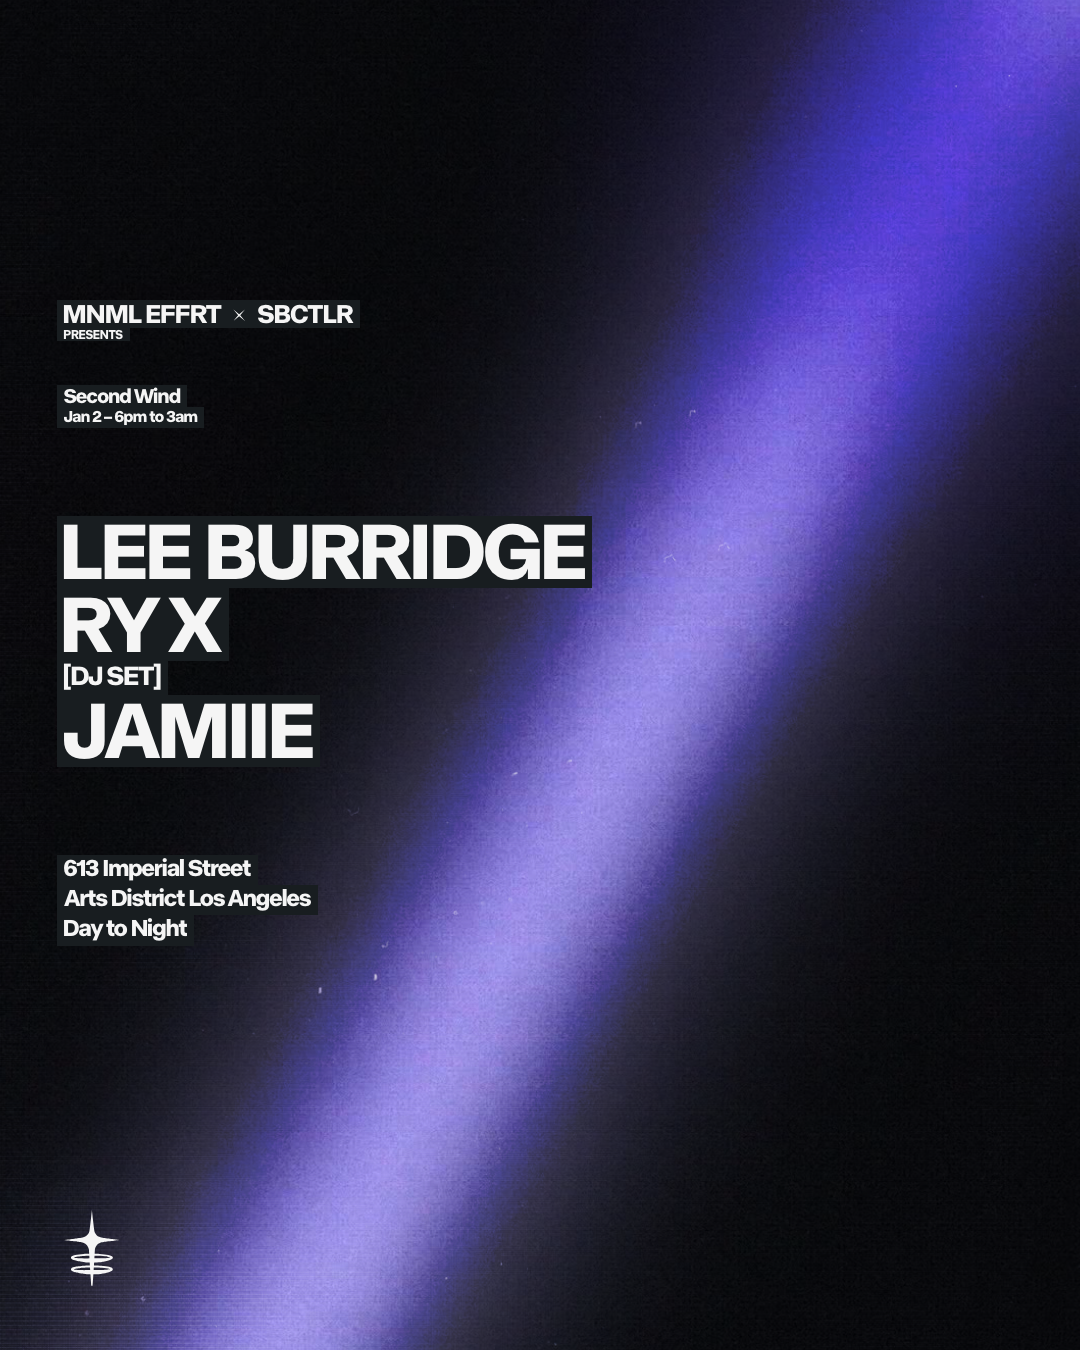 MNML EFFRT × SBCTLR
PRESENTS
Second Wind
Jan 2 – 6pm to 3am
LEE BURRIDGE
RY X
[DJ SET]
JAMIIE
613 Imperial Street
Arts District Los Angeles
Day to Night